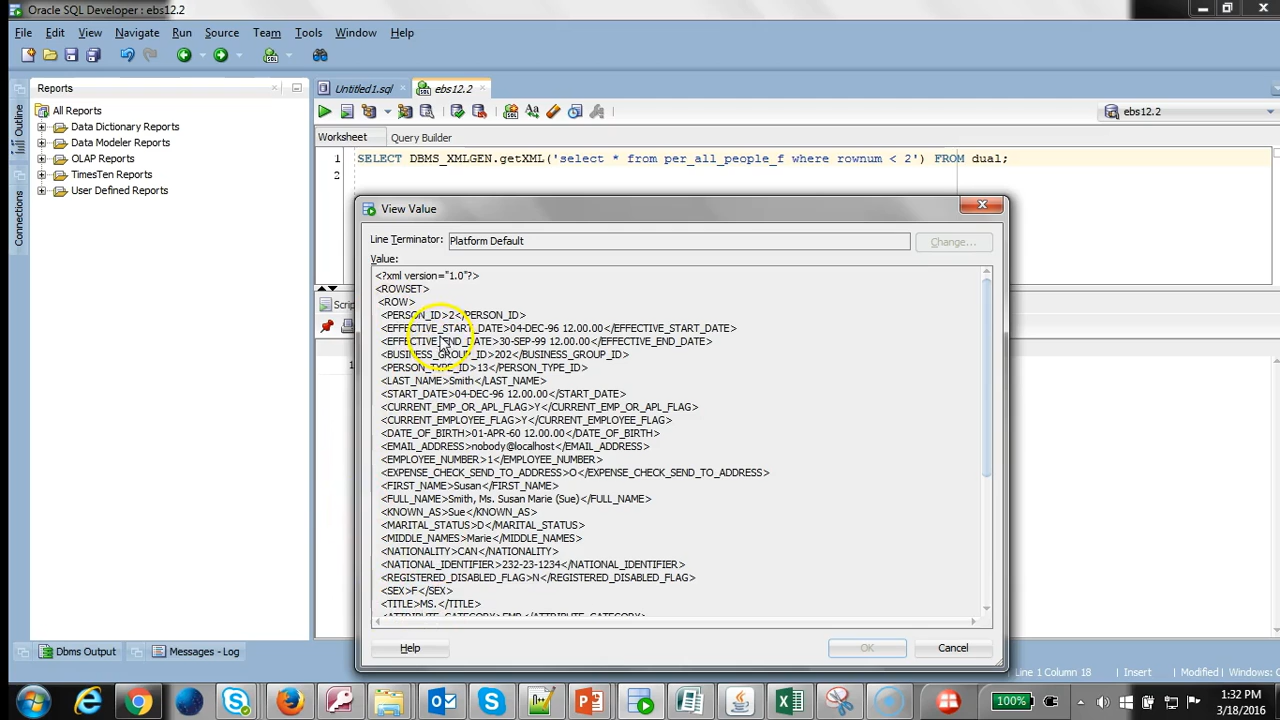 Oracle SQL Developer : ebs12.2
File Edit View Navigate Run Source Team Tools Window Help
Reports
Untitled1.sql
ebs12.2
All Reports
Data Dictionary Reports
Data Modeler Reports
OLAP Reports
TimesTen Reports
User Defined Reports
Outline
Connections
ebs12.2
Worksheet Query Builder
1 SELECT DBMS_XMLGEN.getXML('select * from per_all_people_f where rownum < 2') FROM dual;
2
View Value
Line Terminator: Platform Default Change...
Value:
<?xml version="1.0"?>
<ROWSET>
<ROW>
<PERSON_ID>2</PERSON_ID>
<EFFECTIVE_START_DATE>04-DEC-96 12.00.00</EFFECTIVE_START_DATE>
<EFFECTIVE_END_DATE>30-SEP-99 12.00.00</EFFECTIVE_END_DATE>
<BUSINESS_GROUP_ID>202</BUSINESS_GROUP_ID>
<PERSON_TYPE_ID>13</PERSON_TYPE_ID>
<LAST_NAME>Smith</LAST_NAME>
<START_DATE>04-DEC-96 12.00.00</START_DATE>
<CURRENT_EMP_OR_APL_FLAG>Y</CURRENT_EMP_OR_APL_FLAG>
<CURRENT_EMPLOYEE_FLAG>Y</CURRENT_EMPLOYEE_FLAG>
<DATE_OF_BIRTH>01-APR-60 12.00.00</DATE_OF_BIRTH>
<EMAIL_ADDRESS>nobody@localhost</EMAIL_ADDRESS>
<EMPLOYEE_NUMBER>1</EMPLOYEE_NUMBER>
<EXPENSE_CHECK_SEND_TO_ADDRESS>O</EXPENSE_CHECK_SEND_TO_ADDRESS>
<FIRST_NAME>Susan</FIRST_NAME>
<FULL_NAME>Smith, Ms. Susan Marie (Sue)</FULL_NAME>
<KNOWN_AS>Sue</KNOWN_AS>
<MARITAL_STATUS>D</MARITAL_STATUS>
<MIDDLE_NAMES>Marie</MIDDLE_NAMES>
<NATIONALITY>CAN</NATIONALITY>
<NATIONAL_IDENTIFIER>232-23-1234</NATIONAL_IDENTIFIER>
<REGISTERED_DISABLED_FLAG>N</REGISTERED_DISABLED_FLAG>
<SEX>F</SEX>
<TITLE>MS.</TITLE>
<ATTRIBUTE_CATEGORY>EMP</ATTRIBUTE_CATEGORY>
Help OK Cancel
Scrip
1
Dbms Output Messages - Log
Line 1 Column 18 Insert Modified Windows: C
100%
1:32 PM
3/18/2016